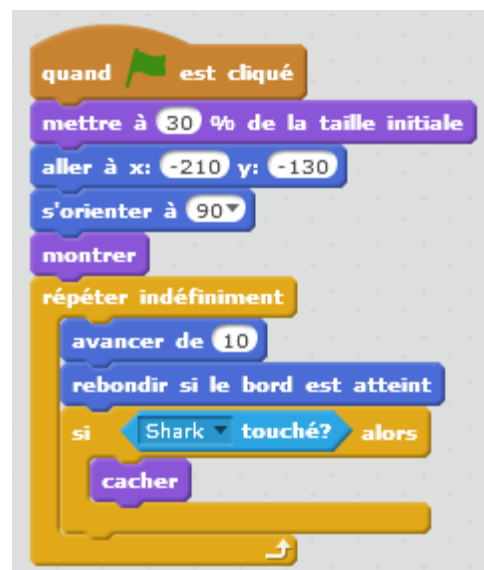 quand est cliqué
mettre à 30 % de la taille initiale
aller à x: -210 y: -130
s'orienter à 90
montrer
répéter indéfiniment
avancer de 10
rebondir si le bord est atteint
si Shark touché? alors
cacher